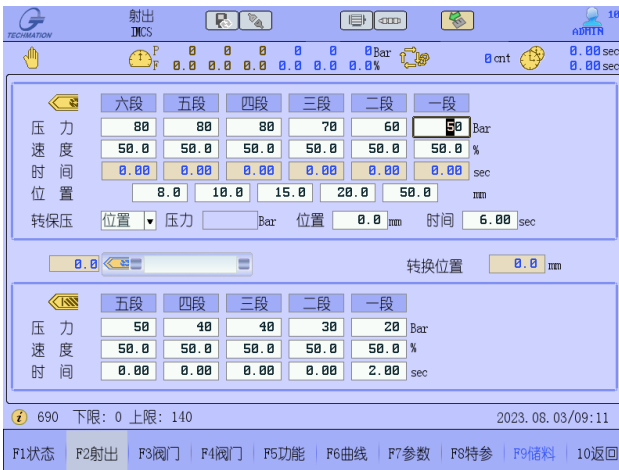 TECHMATION 射出 IMCS 10 ADMIN
P 0 0 0 0 0 0Bar 0 cnt 0.00sec
F 0.0 0.0 0.0 0.0 0.0 0.0% 0.00sec
六段 五段 四段 三段 二段 一段
压 力 80 80 80 70 60 50 Bar
速 度 50.0 50.0 50.0 50.0 50.0 50.0 %
时 间 0.00 0.00 0.00 0.00 0.00 0.00 sec
位 置 8.0 10.0 15.0 20.0 50.0 mm
转保压 位置 压力 Bar 位置 0.0 mm 时间 6.00 sec
0.0 转换位置 0.0 mm
五段 四段 三段 二段 一段
压 力 50 40 40 30 20 Bar
速 度 50.0 50.0 50.0 50.0 50.0 %
时 间 0.00 0.00 0.00 0.00 2.00 sec
i 690 下限: 0 上限: 140 2023.08.03/09:11
F1状态 F2射出 F3阀门 F4阀门 F5功能 F6曲线 F7参数 F8特参 F9储料 10返回